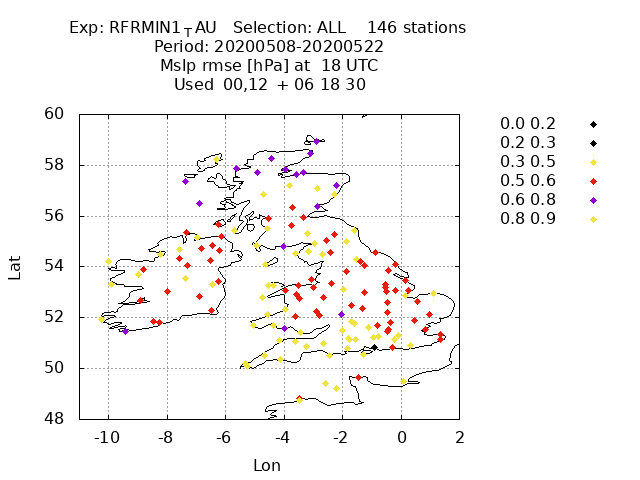 Exp: RFRMIN1_TAU Selection: ALL 146 stations
Period: 20200508-20200522
Mslp rmse [hPa] at 18 UTC
Used 00,12 + 06 18 30
60
58
56
54
52
50
48
Lat
-10 -8 -6 -4 -2 0 2
Lon
0.0 0.2
0.2 0.3
0.3 0.5
0.5 0.6
0.6 0.8
0.8 0.9